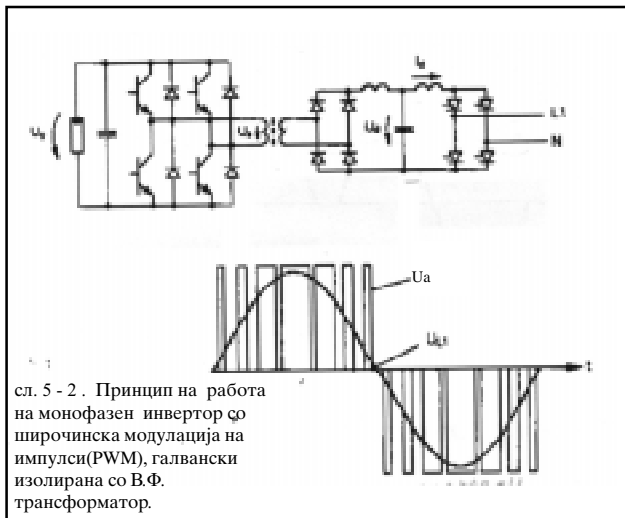 L1
N
Ua
t
сл. 5 - 2 . Принцип на работа
на монофазен инвертор со
широчинска модулација на
импулси(PWM), галвански
изолирана со В.Ф.
трансформатор.